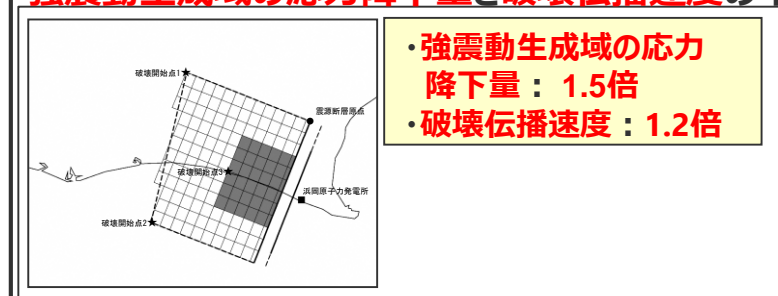 強震動生成域の応力降下量と破壊伝播速度の
破壊開始点1
震源断層原点
破壊開始点3
浜岡原子力発電所
破壊開始点2
・強震動生成域の応力
降下量： 1.5倍
・破壊伝播速度：1.2倍